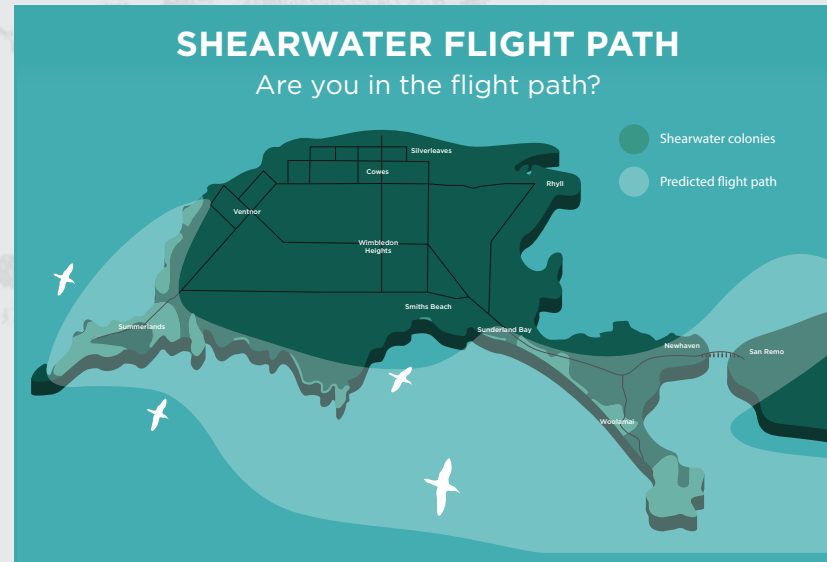 SHEARWATER FLIGHT PATH
Are you in the flight path?
Shearwater colonies
Predicted flight path
Silverleaves
Cowes
Rhyll
Ventnor
Wimbledon
Heights
Smiths Beach
Summerlands
Sunderland Bay
Newhaven
San Remo
Woolamai